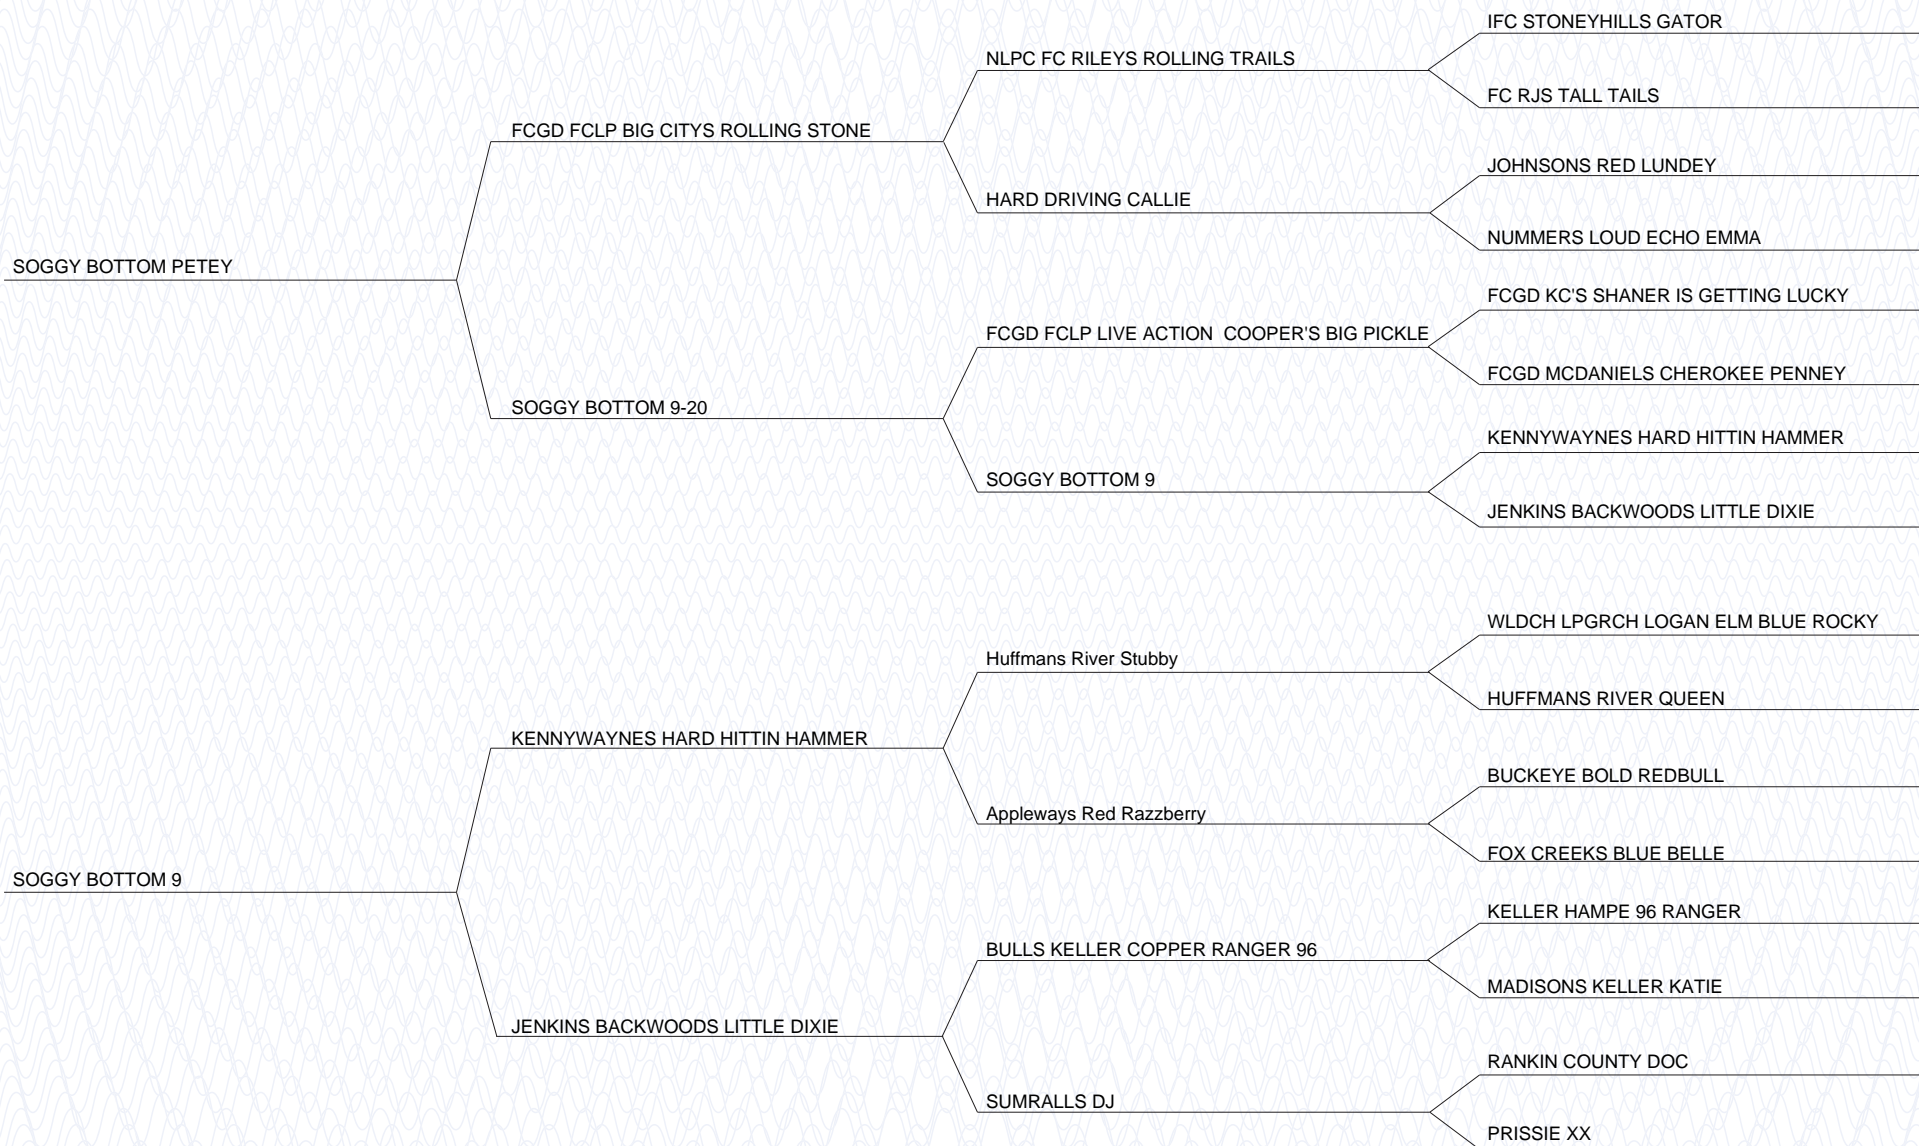 IFC STONEYHILLS GATOR
NLPC FC RILEYS ROLLING TRAILS
FC RJS TALL TAILS
FCGD FCLP BIG CITYS ROLLING STONE
JOHNSONS RED LUNDEY
HARD DRIVING CALLIE
NUMMERS LOUD ECHO EMMA
SOGGY BOTTOM PETEY
FCGD KC'S SHANER IS GETTING LUCKY
FCGD FCLP LIVE ACTION  COOPER'S BIG PICKLE
FCGD MCDANIELS CHEROKEE PENNEY
SOGGY BOTTOM 9-20
KENNYWAYNES HARD HITTIN HAMMER
SOGGY BOTTOM 9
JENKINS BACKWOODS LITTLE DIXIE
WLDCH LPGRCH LOGAN ELM BLUE ROCKY
Huffmans River Stubby
HUFFMANS RIVER QUEEN
KENNYWAYNES HARD HITTIN HAMMER
BUCKEYE BOLD REDBULL
Appleways Red Razzberry
FOX CREEKS BLUE BELLE
SOGGY BOTTOM 9
KELLER HAMPE 96 RANGER
BULLS KELLER COPPER RANGER 96
MADISONS KELLER KATIE
JENKINS BACKWOODS LITTLE DIXIE
RANKIN COUNTY DOC
SUMRALLS DJ
PRISSIE XX